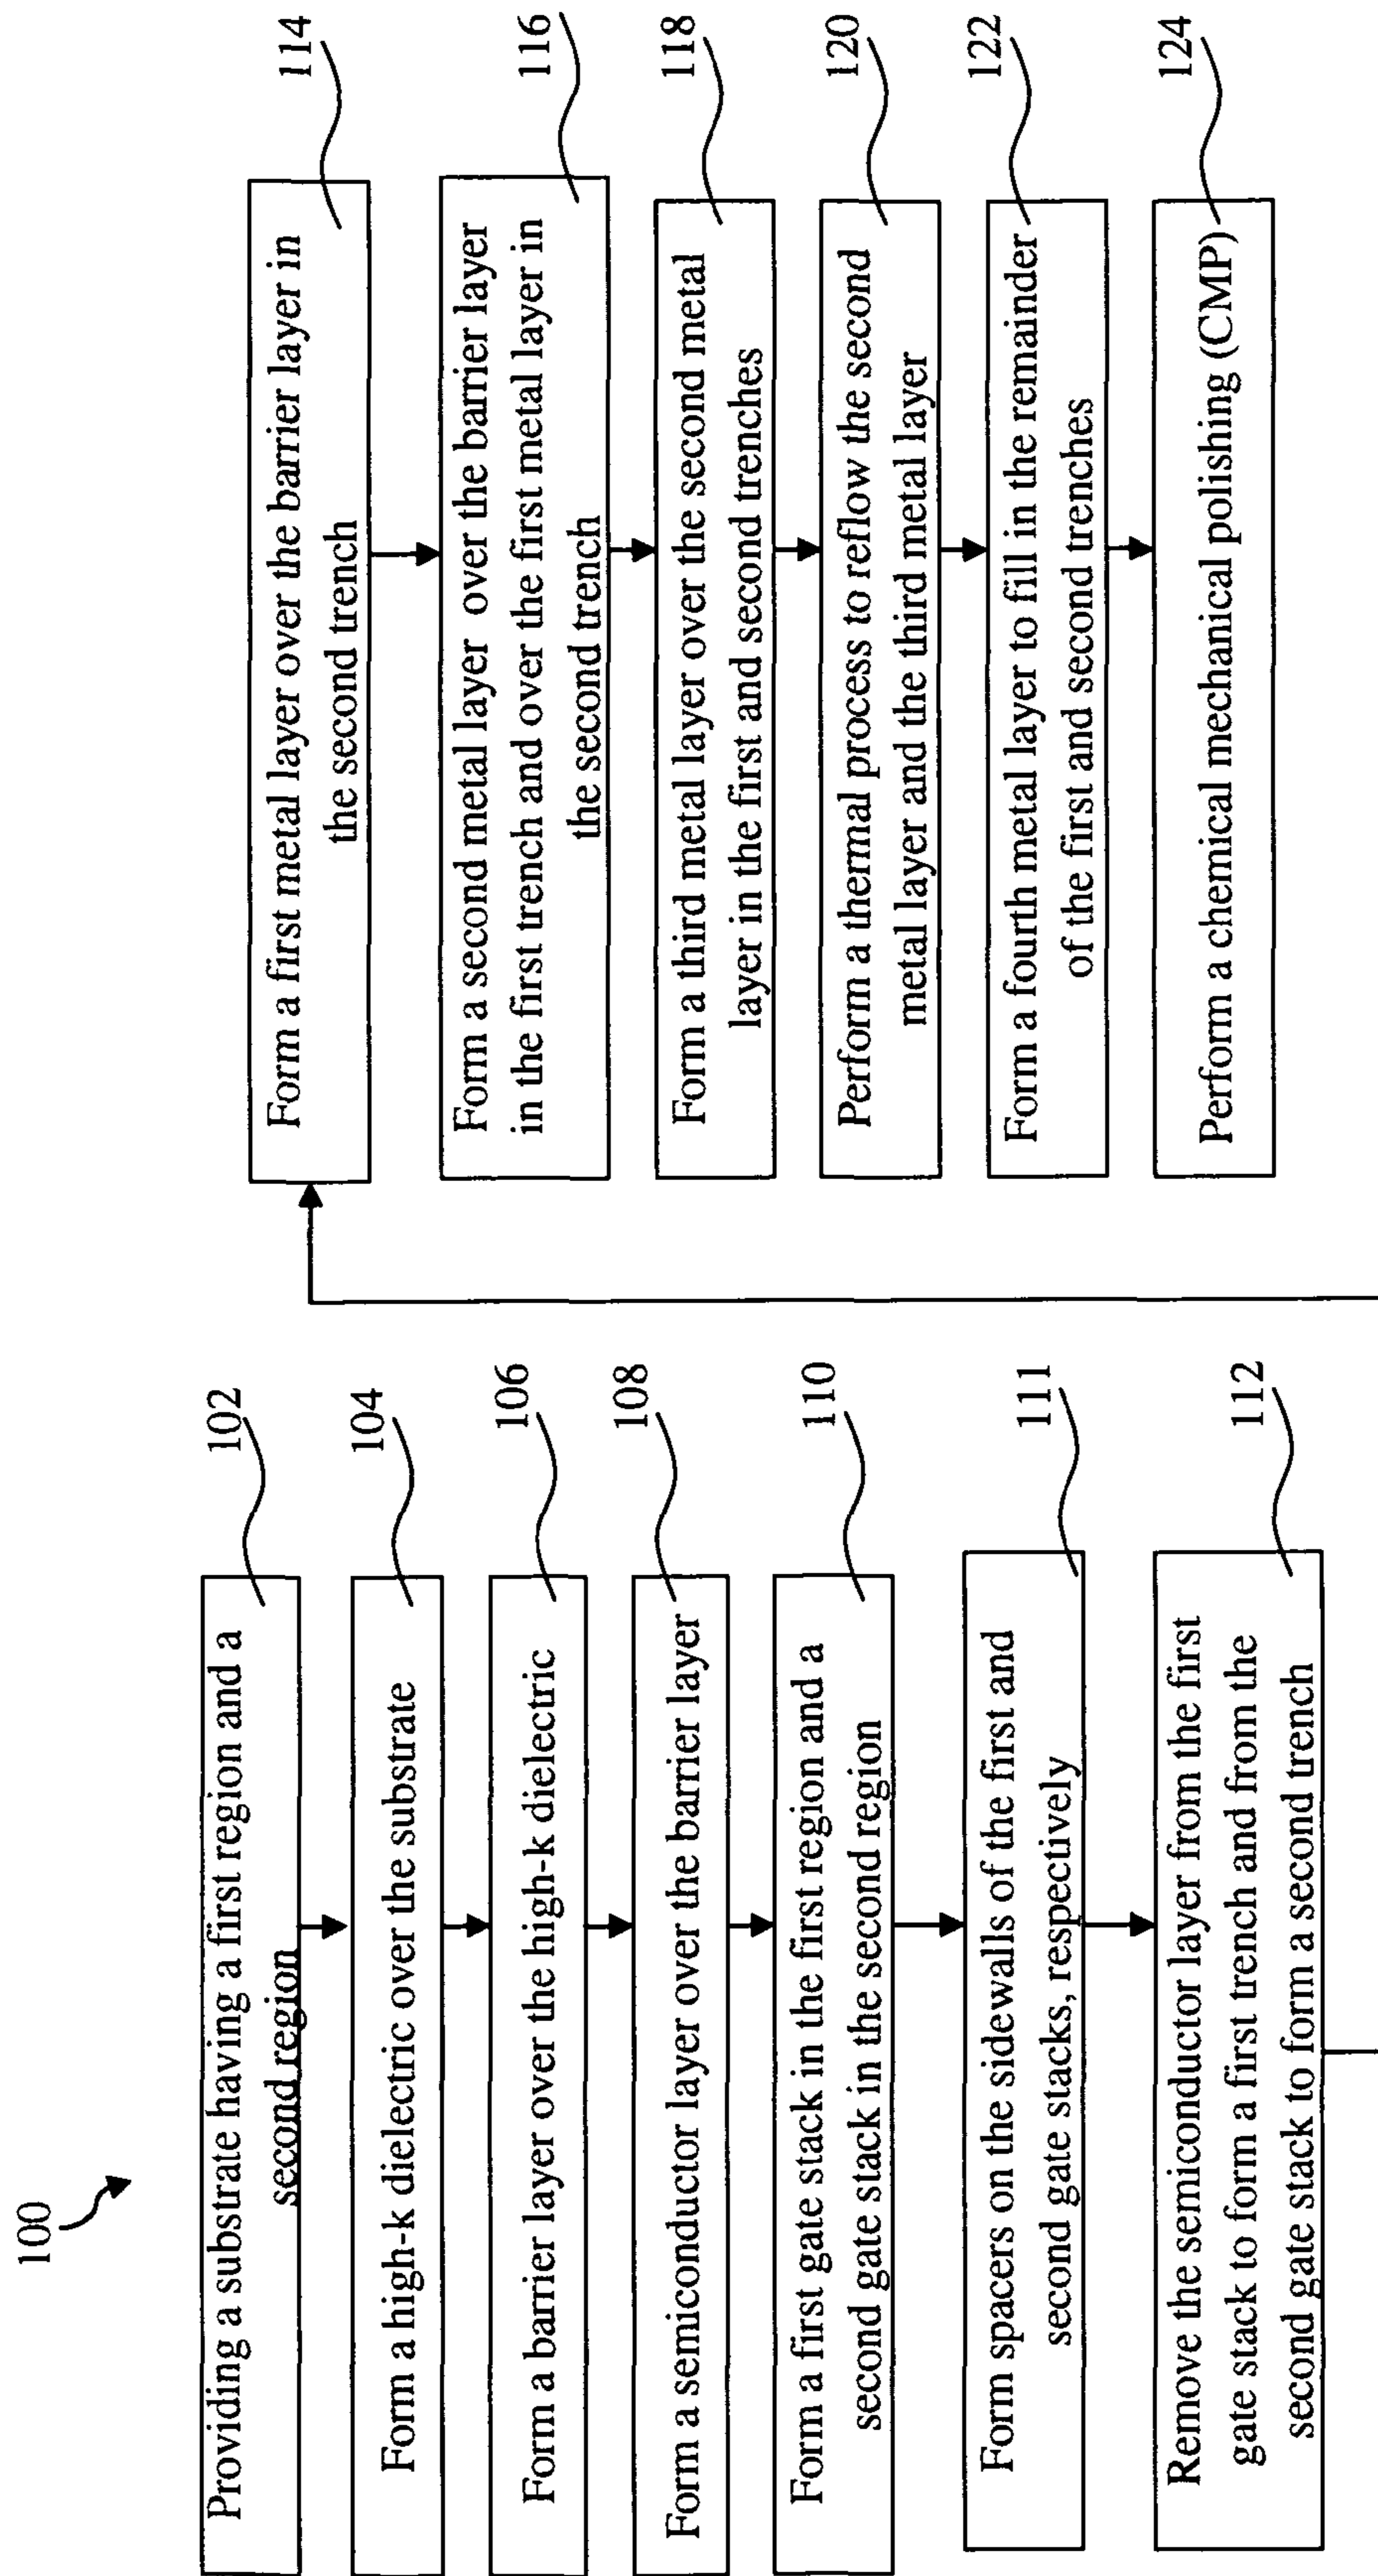 100
Providing a substrate having a first region and a
second region
102
Form a high-k dielectric over the substrate
104
Form a barrier layer over the high-k dielectric
106
Form a semiconductor layer over the barrier layer
108
Form a first gate stack in the first region and a
second gate stack in the second region
110
Form spacers on the sidewalls of the first and
second gate stacks, respectively
111
Remove the semiconductor layer from the first
gate stack to form a first trench and from the
second gate stack to form a second trench
112
Form a first metal layer over the barrier layer in
the second trench
114
Form a second metal layer over the barrier layer
in the first trench and over the first metal layer in
the second trench
116
Form a third metal layer over the second metal
layer in the first and second trenches
118
Perform a thermal process to reflow the second
metal layer and the third metal layer
120
Form a fourth metal layer to fill in the remainder
of the first and second trenches
122
Perform a chemical mechanical polishing (CMP)
124